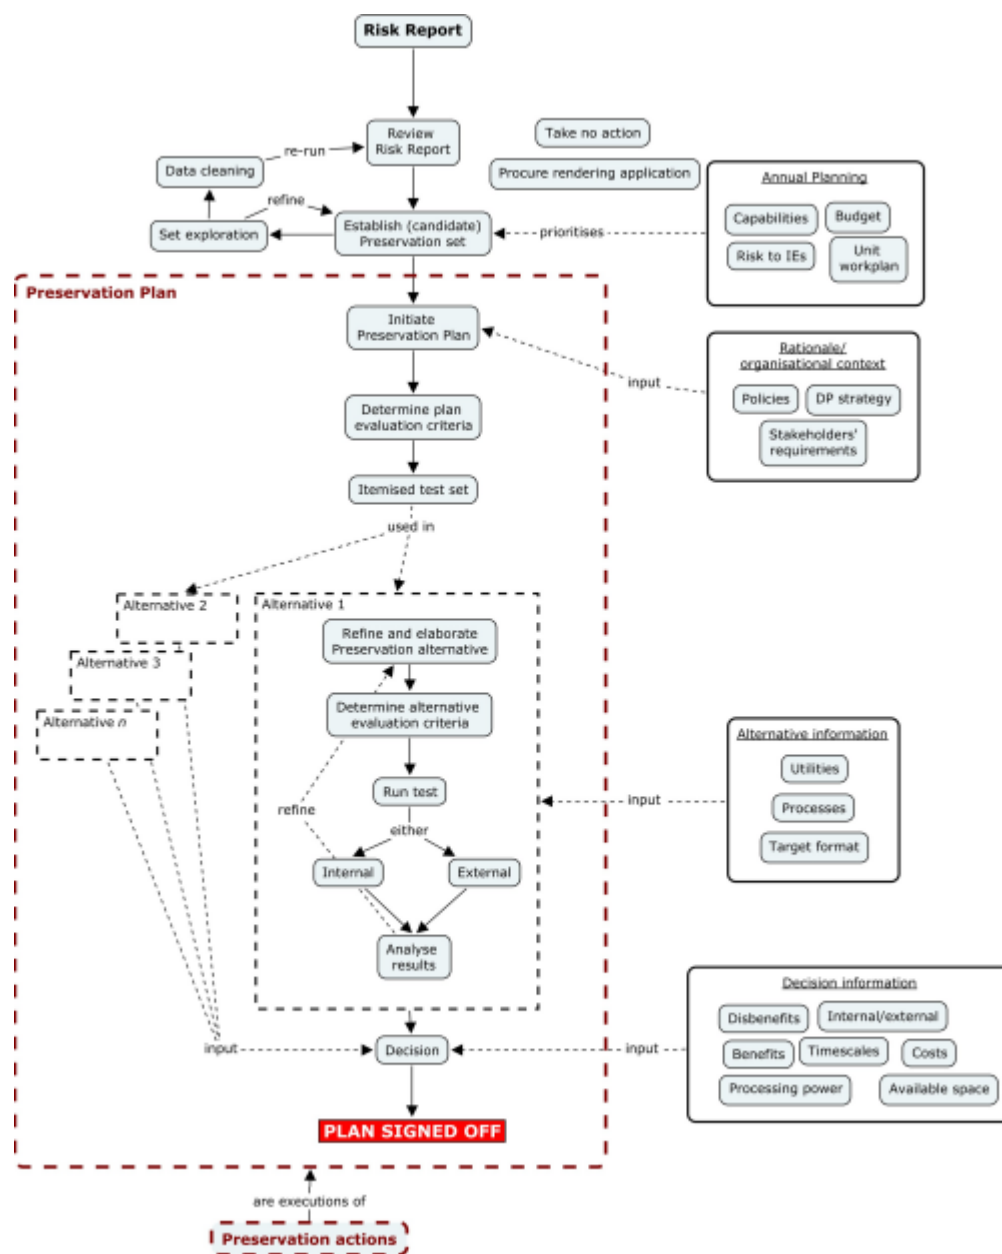 Risk Report
Review
Risk Report
Take no action
Procure rendering application
re-run
Data cleaning
refine
Set exploration
Establish (candidate)
Preservation set
prioritises
Annual Planning
Capabilities
Budget
Risk to IEs
Unit
workplan
Preservation Plan
Initiate
Preservation Plan
input
Rationale/
organisational context
Policies
DP strategy
Stakeholders'
requirements
Determine plan
evaluation criteria
Itemised test set
used in
Alternative 2
Alternative 3
Alternative n
Alternative 1
Refine and elaborate
Preservation alternative
Determine alternative
evaluation criteria
Run test
refine
either
Internal
External
Analyse
results
input
Alternative information
Utilities
Processes
Target format
input
Decision
input
Decision information
Disbenefits
Internal/external
Benefits
Timescales
Costs
Processing power
Available space
PLAN SIGNED OFF
are executions of
Preservation actions